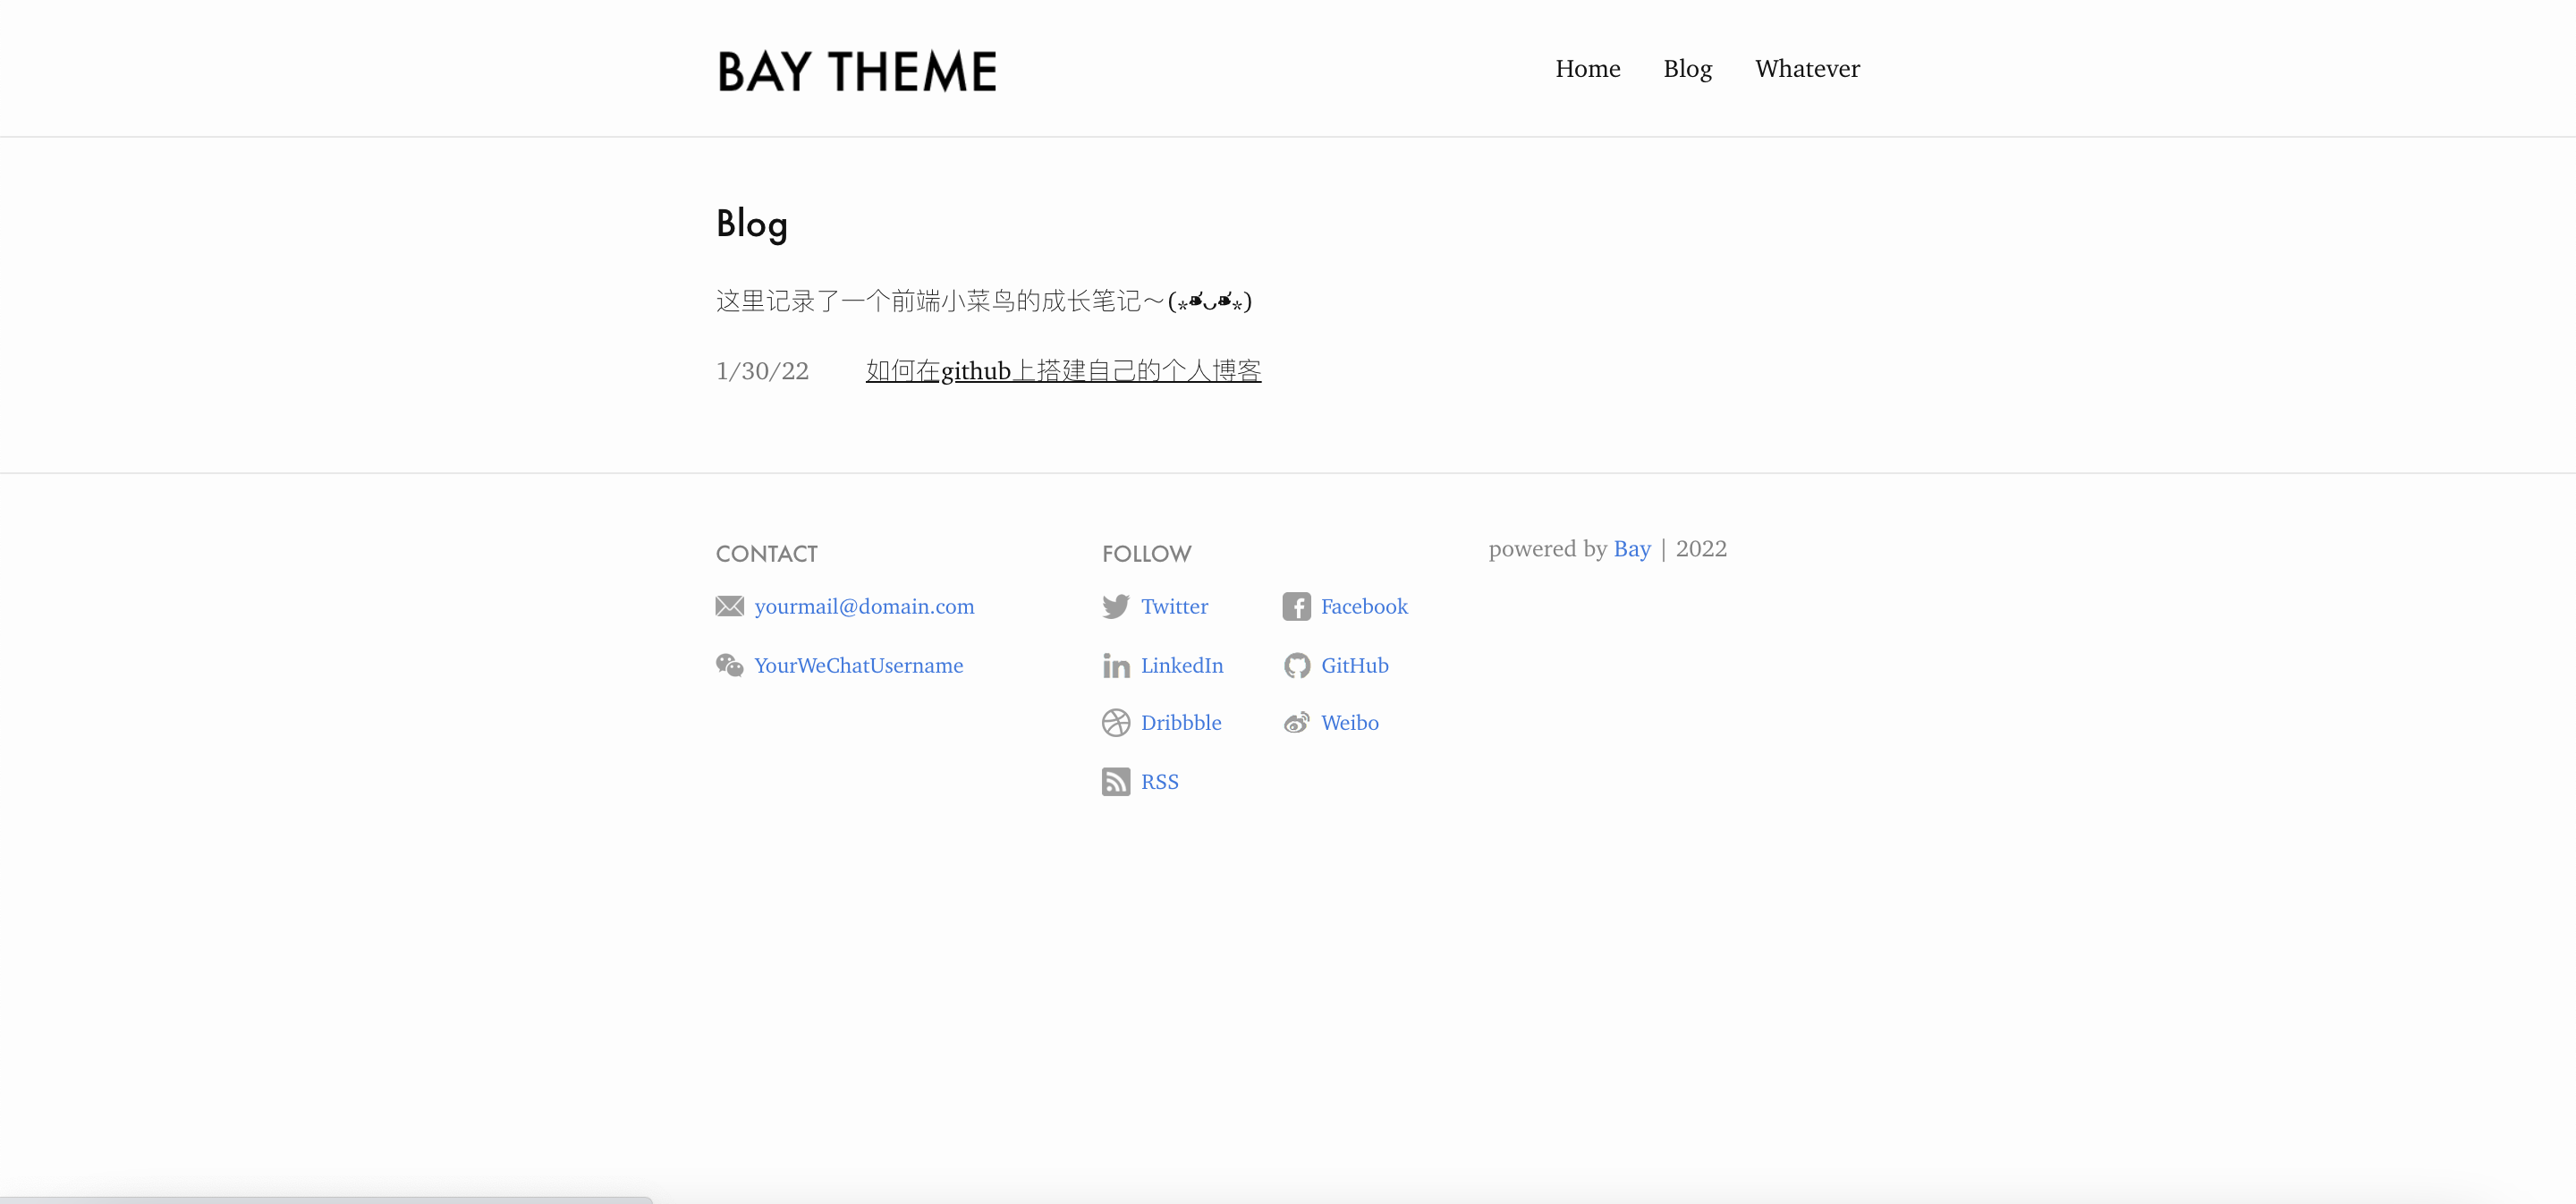 BAY THEME
Home Blog Whatever
Blog
这里记录了一个前端小菜鸟的成长笔记～(⁎⁍̴̛ᴗ⁍̴̛⁎)
1/30/22 如何在github上搭建自己的个人博客
CONTACT
yourmail@domain.com
YourWeChatUsername
FOLLOW
Twitter
Facebook
LinkedIn
GitHub
Dribbble
Weibo
RSS
powered by Bay | 2022